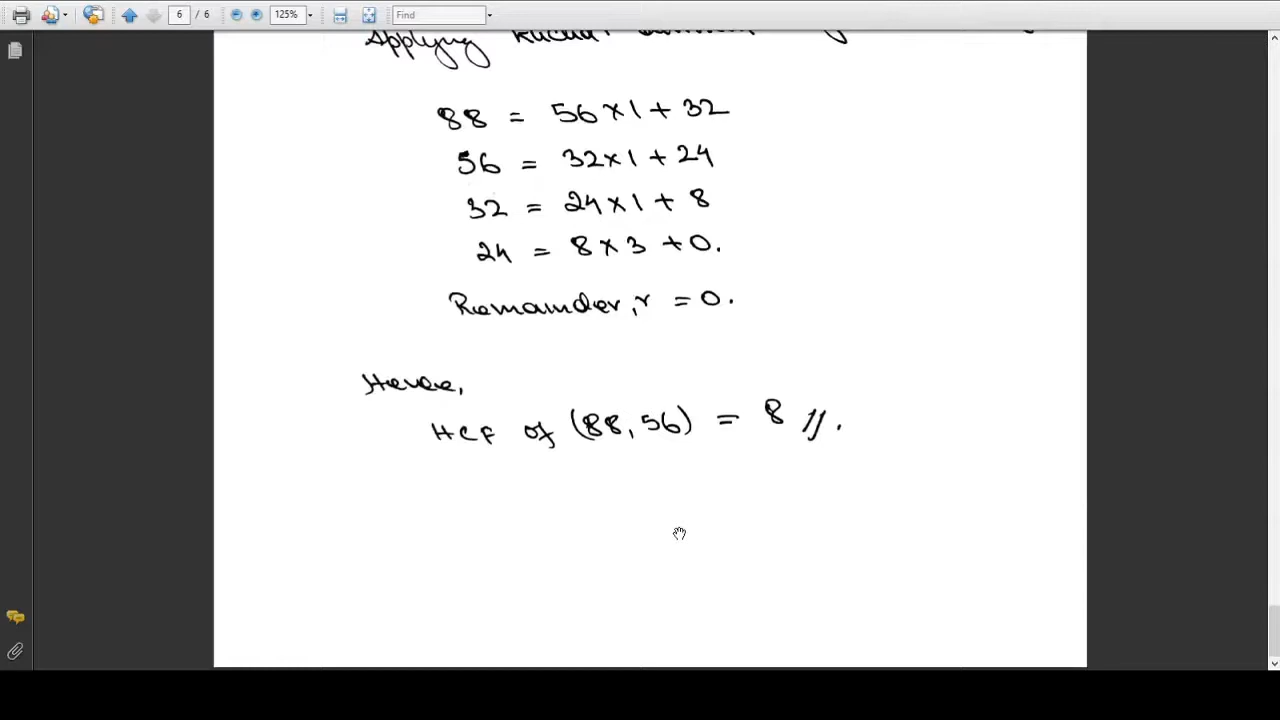 6 / 6 125% Find
Applying
88 = 56 × 1 + 32
56 = 32 × 1 + 24
32 = 24 × 1 + 8
24 = 8 × 3 + 0.
Remainder, r = 0.
Hence,
HCF of (88, 56) = 8 //.